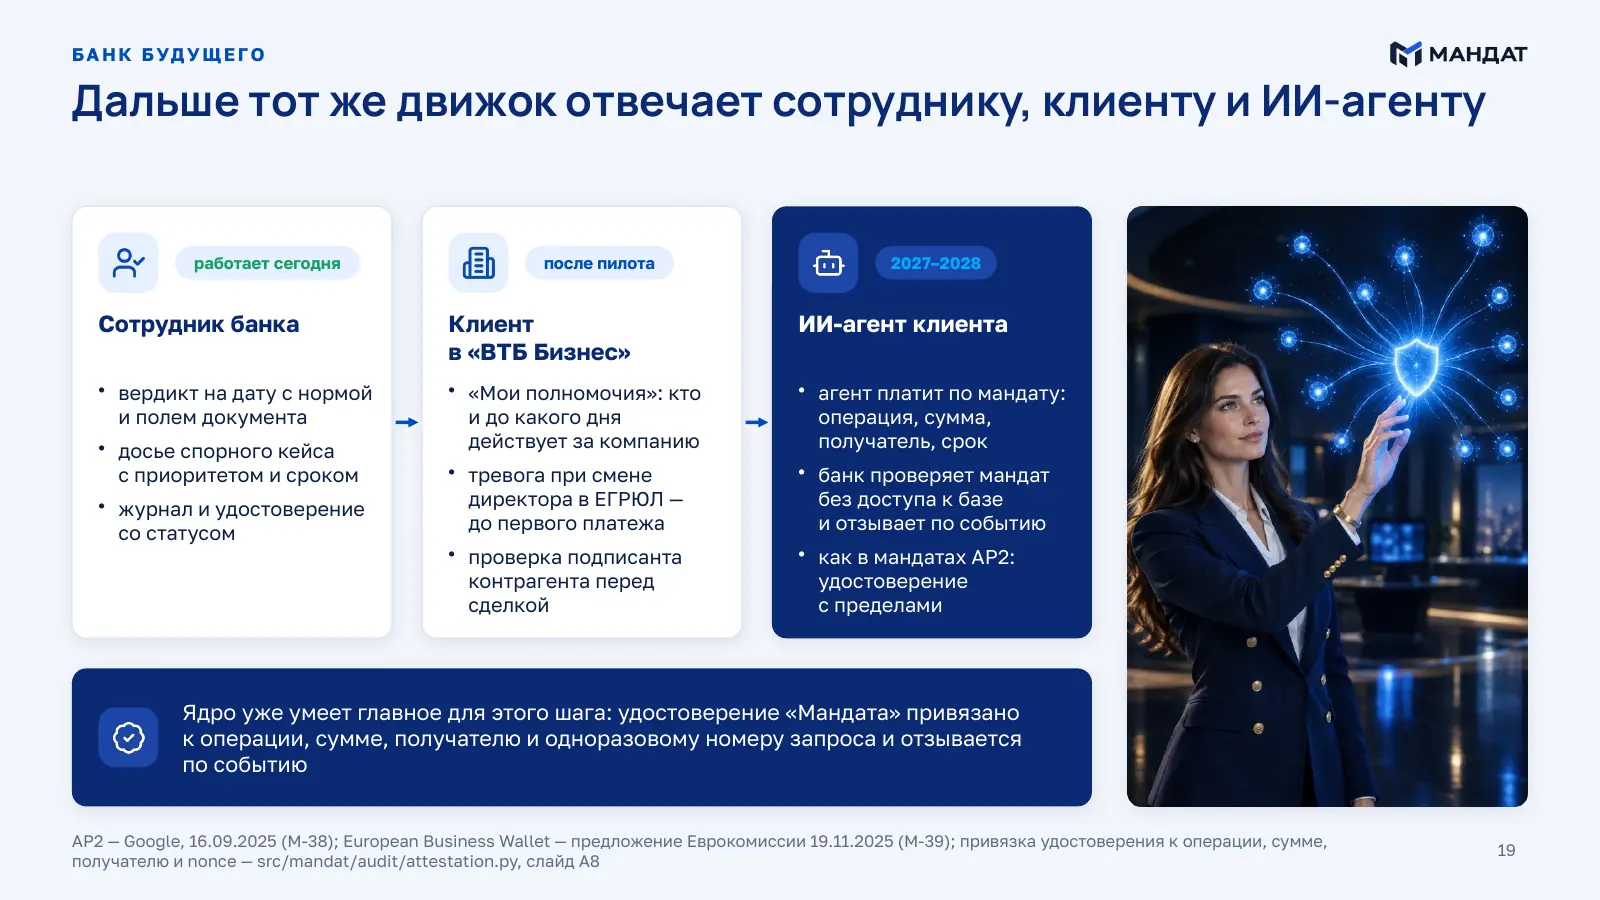 БАНК БУДУЩЕГО
МАНДАТ
Дальше тот же движок отвечает сотруднику, клиенту и ИИ-агенту
работает сегодня
Сотрудник банка
• вердикт на дату с нормой
и полем документа
• досье спорного кейса
с приоритетом и сроком
• журнал и удостоверение
со статусом
после пилота
Клиент
в «ВТБ Бизнес»
• «Мои полномочия»: кто
и до какого дня
действует за компанию
• тревога при смене
директора в ЕГРЮЛ —
до первого платежа
• проверка подписанта
контрагента перед
сделкой
2027–2028
ИИ-агент клиента
• агент платит по мандату:
операция, сумма,
получатель, срок
• банк проверяет мандат
без доступа к базе
и отзывает по событию
• как в мандатах AP2:
удостоверение
с пределами
Ядро уже умеет главное для этого шага: удостоверение «Мандата» привязано
к операции, сумме, получателю и одноразовому номеру запроса и отзывается
по событию
AP2 — Google, 16.09.2025 (М-38); European Business Wallet — предложение Еврокомиссии 19.11.2025 (М-39); привязка удостоверения к операции, сумме,
получателю и nonce — src/mandat/audit/attestation.py, слайд А8
19